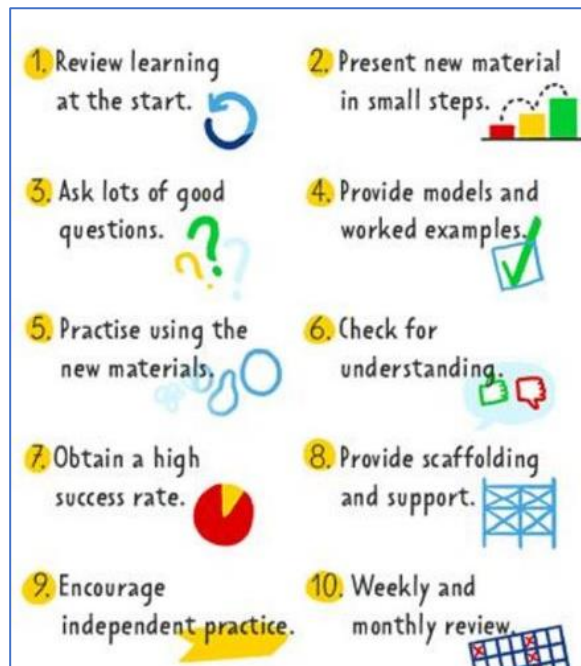 1. Review learning
at the start.
2. Present new material
in small steps.
3. Ask lots of good
questions.
4. Provide models and
worked examples.
5. Practise using the
new materials.
6. Check for
understanding.
7. Obtain a high
success rate.
8. Provide scaffolding
and support.
9. Encourage
independent practice.
10. Weekly and
monthly review.